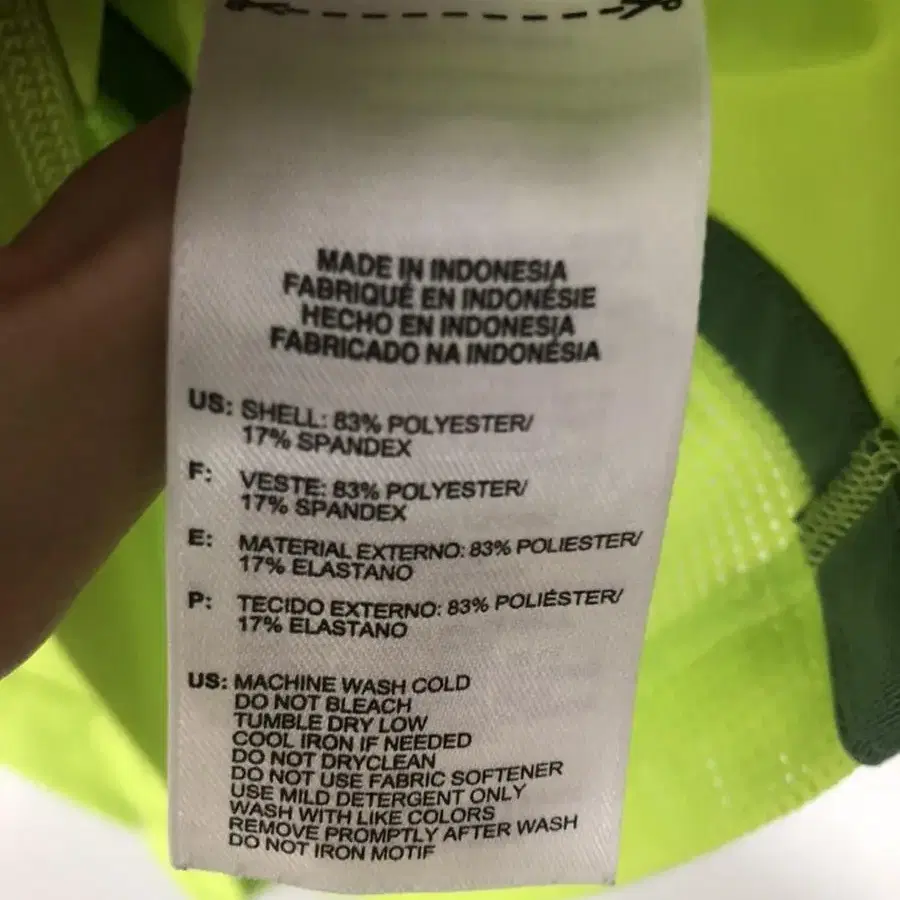 MADE IN INDONESIA
FABRIQUÉ EN INDONÉSIE
HECHO EN INDONESIA
FABRICADO NA INDONÉSIA
US: SHELL: 83% POLYESTER/
17% SPANDEX
F: VESTE: 83% POLYESTER/
17% SPANDEX
E: MATERIAL EXTERNO: 83% POLIESTER/
17% ELASTANO
P: TECIDO EXTERNO: 83% POLIÉSTER/
17% ELASTANO
US: MACHINE WASH COLD
DO NOT BLEACH
TUMBLE DRY LOW
COOL IRON IF NEEDED
DO NOT DRYCLEAN
DO NOT USE FABRIC SOFTENER
USE MILD DETERGENT ONLY
WASH WITH LIKE COLORS
REMOVE PROMPTLY AFTER WASH
DO NOT IRON MOTIF